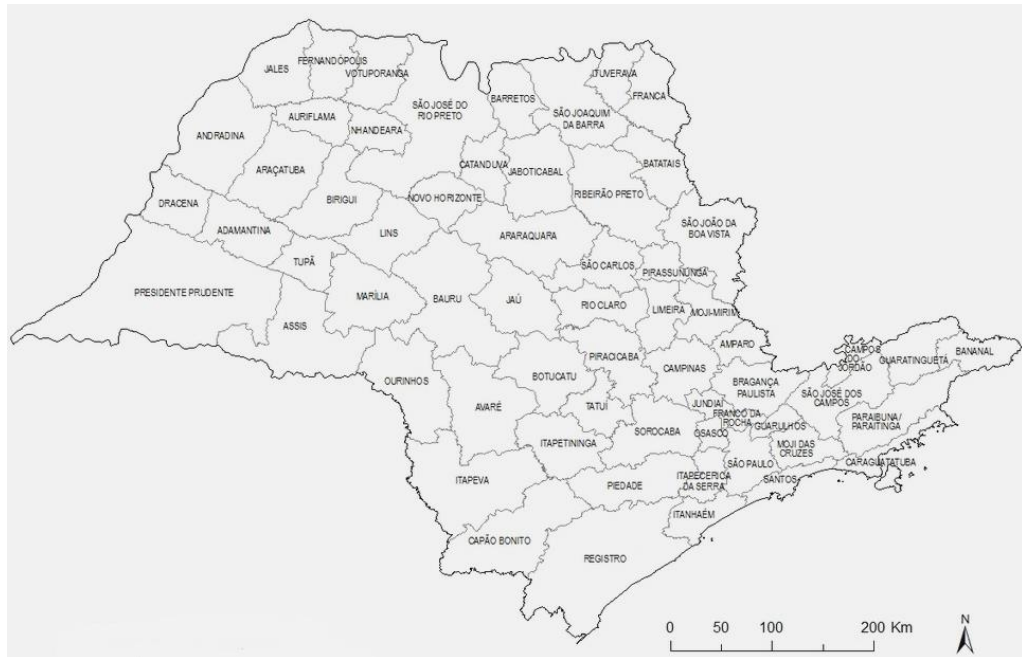 JALES
FERNANDÓPOLIS
VOTUPORANGA
SÃO JOSÉ DO
RIO PRETO
BARRETOS
ITUVERAVA
FRANCA
SÃO JOAQUIM
DA BARRA
ANDRADINA
AURIFLAMA
NHANDEARA
ARAÇATUBA
BIRIGUI
CATANDUVA
JABOTICABAL
BATATAIS
RIBEIRÃO PRETO
NOVO HORIZONTE
DRACENA
ADAMANTINA
LINS
ARARAQUARA
SÃO JOÃO DA
BOA VISTA
TUPÃ
SÃO CARLOS
PIRASSUNUNGA
PRESIDENTE PRUDENTE
MARÍLIA
BAURU
JAÚ
RIO CLARO
LIMEIRA
MOJI-MIRIM
ASSIS
AMPARO
OURINHOS
BOTUCATU
PIRACICABA
CAMPINAS
BRAGANÇA
PAULISTA
CAMPOS
DO
JORDÃO
GUARATINGUETÁ
BANANAL
SÃO JOSÉ DOS
CAMPOS
AVARÉ
TATUÍ
JUNDIAÍ
FRANCO DA
ROCHA
GUARULHOS
PARAIBUNA/
PARAITINGA
ITAPETININGA
SOROCABA
OSASCO
MOJI DAS
CRUZES
SÃO PAULO
CARAGUATATUBA
ITAPEVA
PIEDADE
ITAPECERICA
DA SERRA
SANTOS
ITANHAÉM
CAPÃO BONITO
REGISTRO
0 50 100 200 Km
N